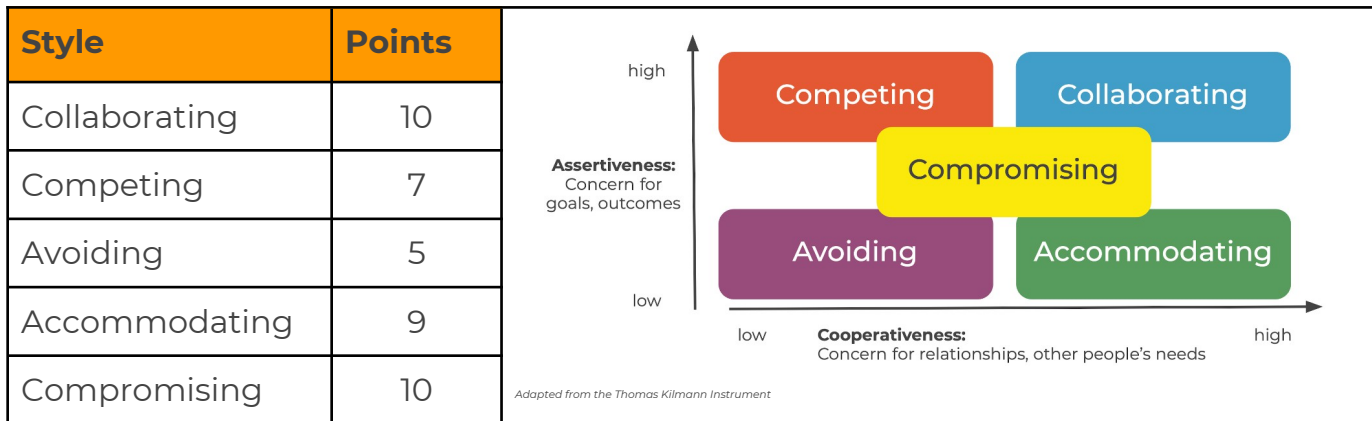 Style Points
Collaborating 10
Competing 7
Avoiding 5
Accommodating 9
Compromising 10
high
Competing
Collaborating
Assertiveness:
Concern for
goals, outcomes
Compromising
Avoiding
Accommodating
low
low
Cooperativeness:
high
Concern for relationships, other people's needs
Adapted from the Thomas Kilmann Instrument